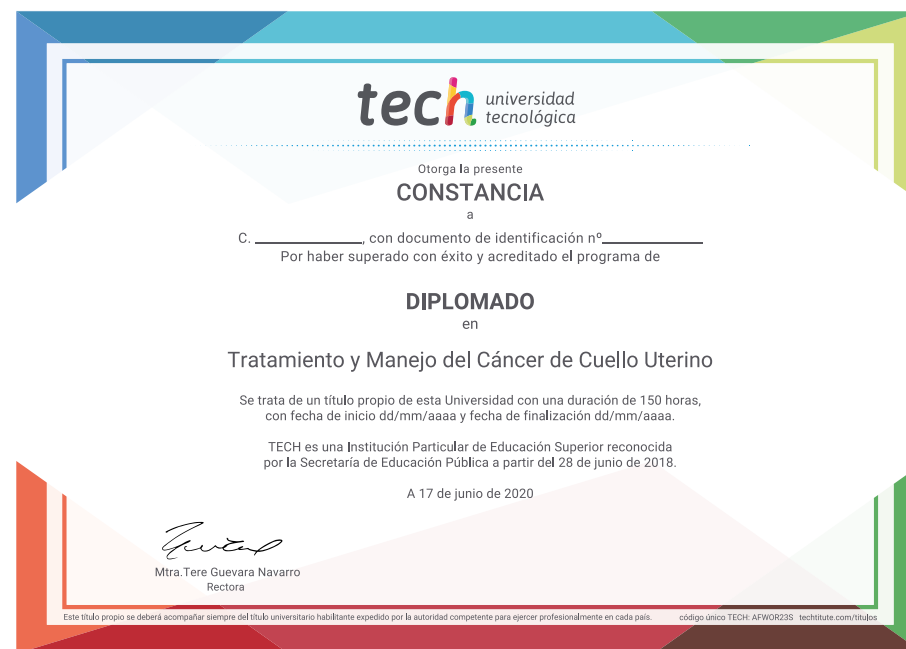 tech universidad
tecnológica
Otorga la presente
CONSTANCIA
a
C. ____________, con documento de identificación nº____________
Por haber superado con éxito y acreditado el programa de
DIPLOMADO
en
Tratamiento y Manejo del Cáncer de Cuello Uterino
Se trata de un título propio de esta Universidad con una duración de 150 horas,
con fecha de inicio dd/mm/aaaa y fecha de finalización dd/mm/aaaa.
TECH es una Institución Particular de Educación Superior reconocida
por la Secretaría de Educación Pública a partir del 28 de junio de 2018.
A 17 de junio de 2020
Mtra.Tere Guevara Navarro
Rectora
Este título propio se deberá acompañar siempre del título universitario habilitante expedido por la autoridad competente para ejercer profesionalmente en cada país. código único TECH: AFWOR23S techtitute.com/titulos